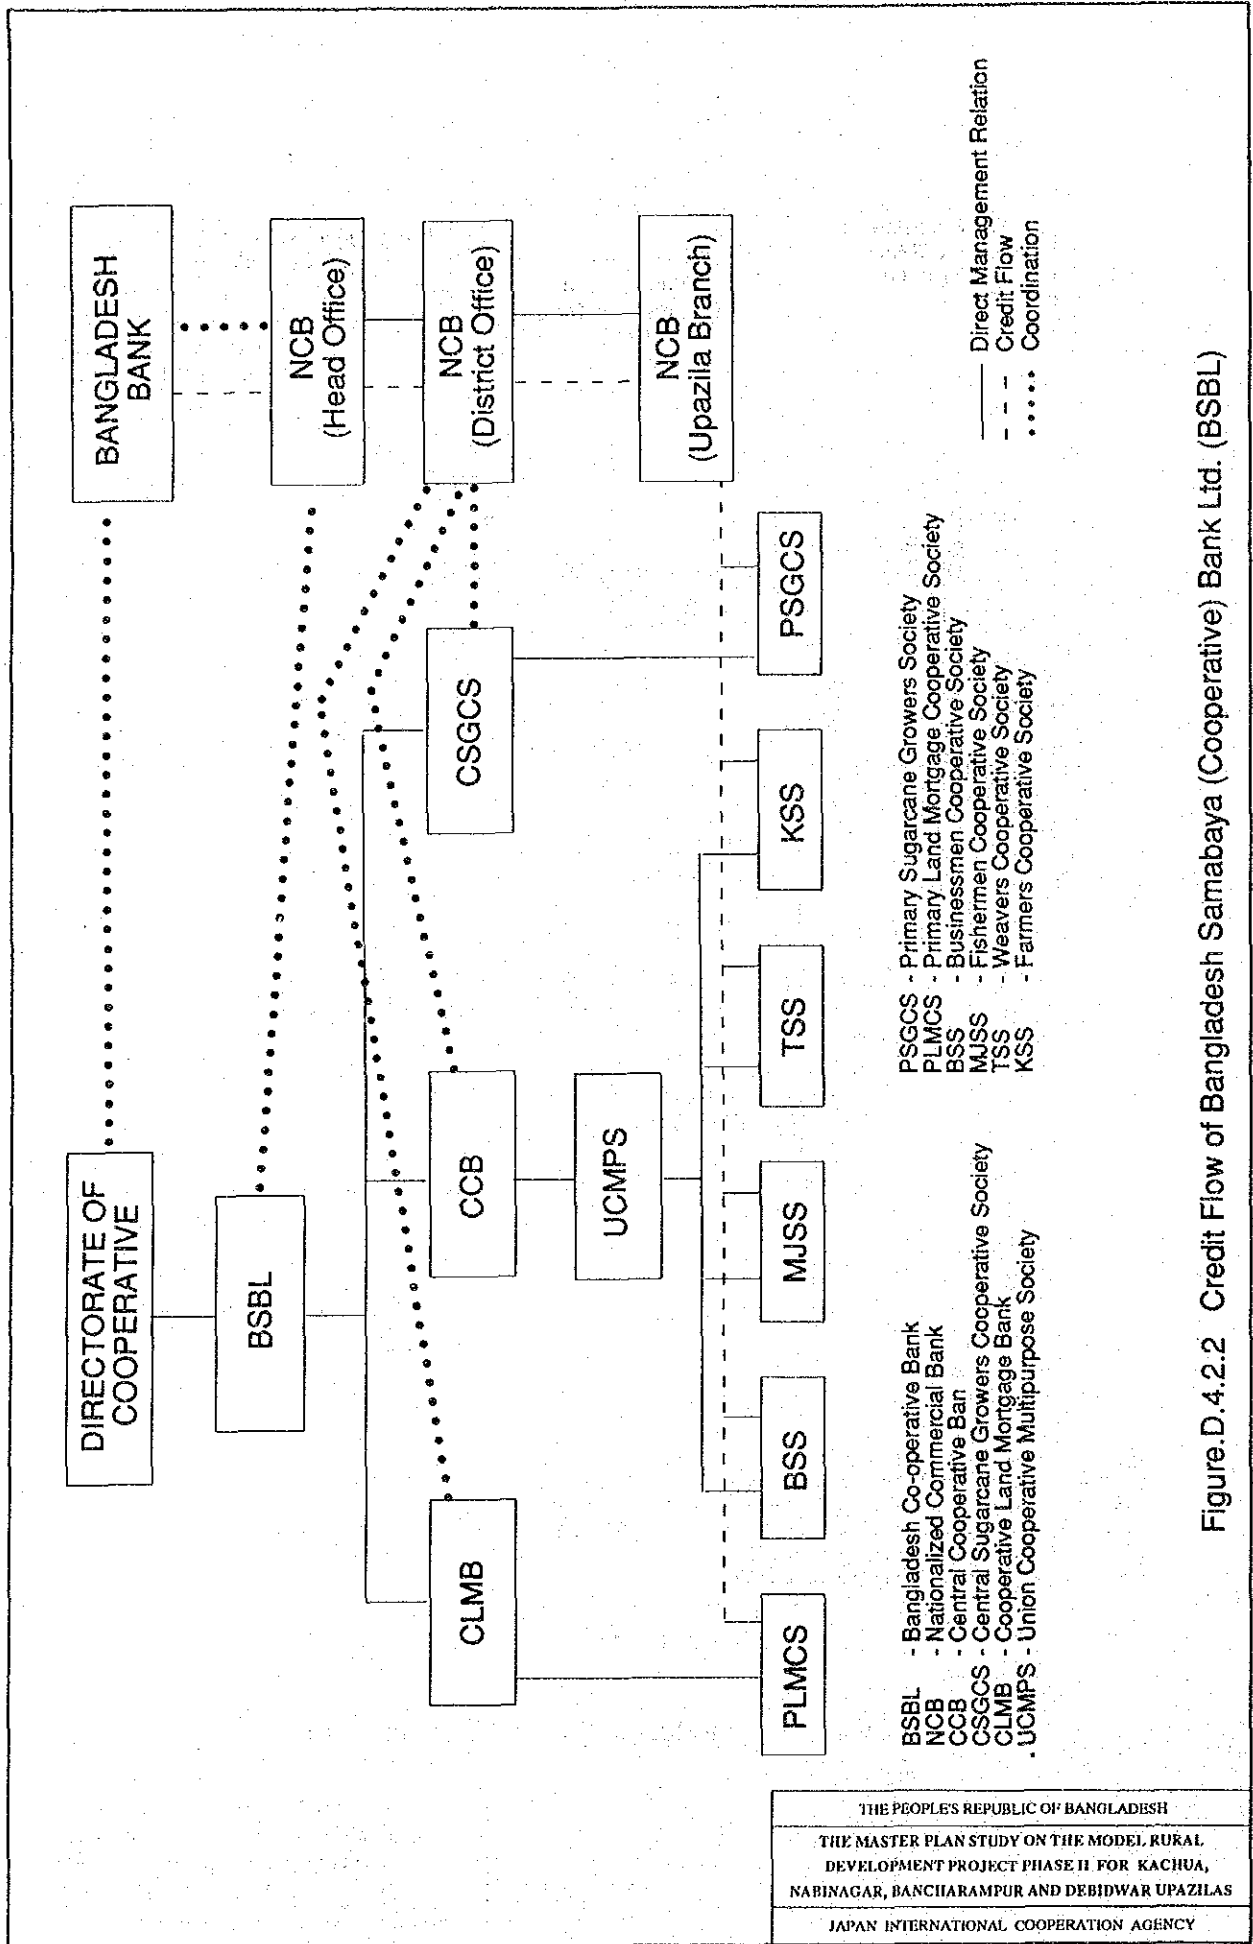 DIRECTORATE OF
COOPERATIVE
BANGLADESH
BANK
BSBL
NCB
(Head Office)
CLMB
CCB
CSGCS
NCB
(District Office)
UCMPS
NCB
(Upazila Branch)
PLMCS
BSS
MJSS
TSS
KSS
PSGCS
BSBL - Bangladesh Co-operative Bank
NCB - Nationalized Commercial Bank
CCB - Central Cooperative Ban
CSGCS - Central Sugarcane Growers Cooperative Society
CLMB - Cooperative Land Mortgage Bank
UCMPS - Union Cooperative Multipurpose Society
PSGCS - Primary Sugarcane Growers Society
PLMCS - Primary Land Mortgage Cooperative Society
BSS - Businessmen Cooperative Society
MJSS - Fishermen Cooperative Society
TSS - Weavers Cooperative Society
KSS - Farmers Cooperative Society
Direct Management Relation
Credit Flow
Coordination
Figure.D.4.2.2 Credit Flow of Bangladesh Samabaya (Cooperative) Bank Ltd. (BSBL)
THE PEOPLE'S REPUBLIC OF BANGLADESH
THE MASTER PLAN STUDY ON THE MODEL RURAL
DEVELOPMENT PROJECT PHASE II FOR KACHUA,
NABINAGAR, BANCHARAMPUR AND DEBIDWAR UPAZILAS
JAPAN INTERNATIONAL COOPERATION AGENCY